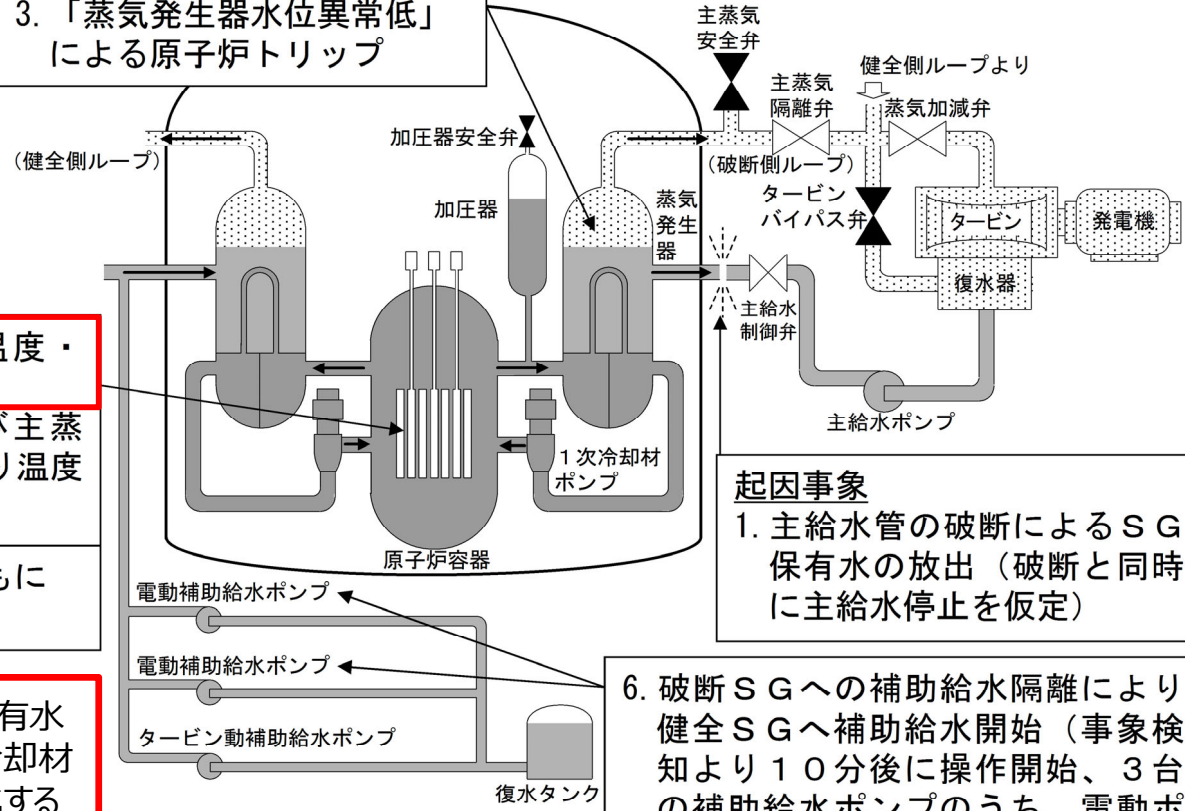 3. 「蒸気発生器水位異常低」
による原子炉トリップ
主蒸気
安全弁
健全側ループより
主蒸気
隔離弁
蒸気加減弁
加圧器安全弁
(健全側ループ)
(破断側ループ)
加圧器
蒸気
発生
器
タービン
バイパス弁
タービン
発電機
復水器
主給水
制御弁
温度・
主給水ポンプ
が主蒸
り温度
1次冷却材
ポンプ
起因事象
1. 主給水管の破断によるSG
保有水の放出(破断と同時
に主給水停止を仮定)
原子炉容器
もに
電動補助給水ポンプ
電動補助給水ポンプ
6. 破断SGへの補助給水隔離により
健全SGへ補助給水開始(事象検
知より10分後に操作開始、3台
の補助給水ポンプのうち、電動ポ
有水
冷却材
タービン動補助給水ポンプ
復水タンク
する